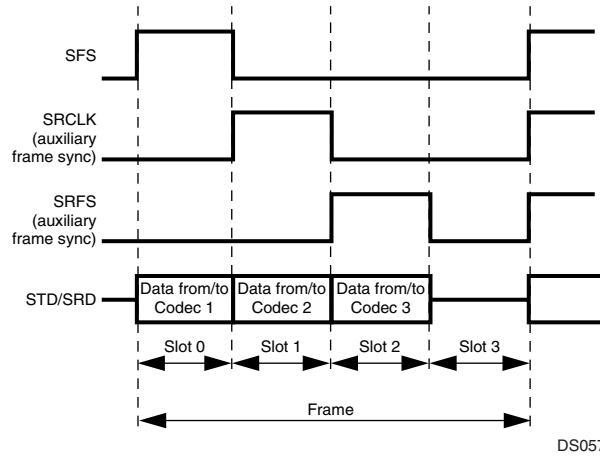 SFS
SRCLK
(auxiliary
frame sync)
SRFS
(auxiliary
frame sync)
STD/SRD
Data from/to
Codec 1
Data from/to
Codec 2
Data from/to
Codec 3
Slot 0
Slot 1
Slot 2
Slot 3
Frame
DS057